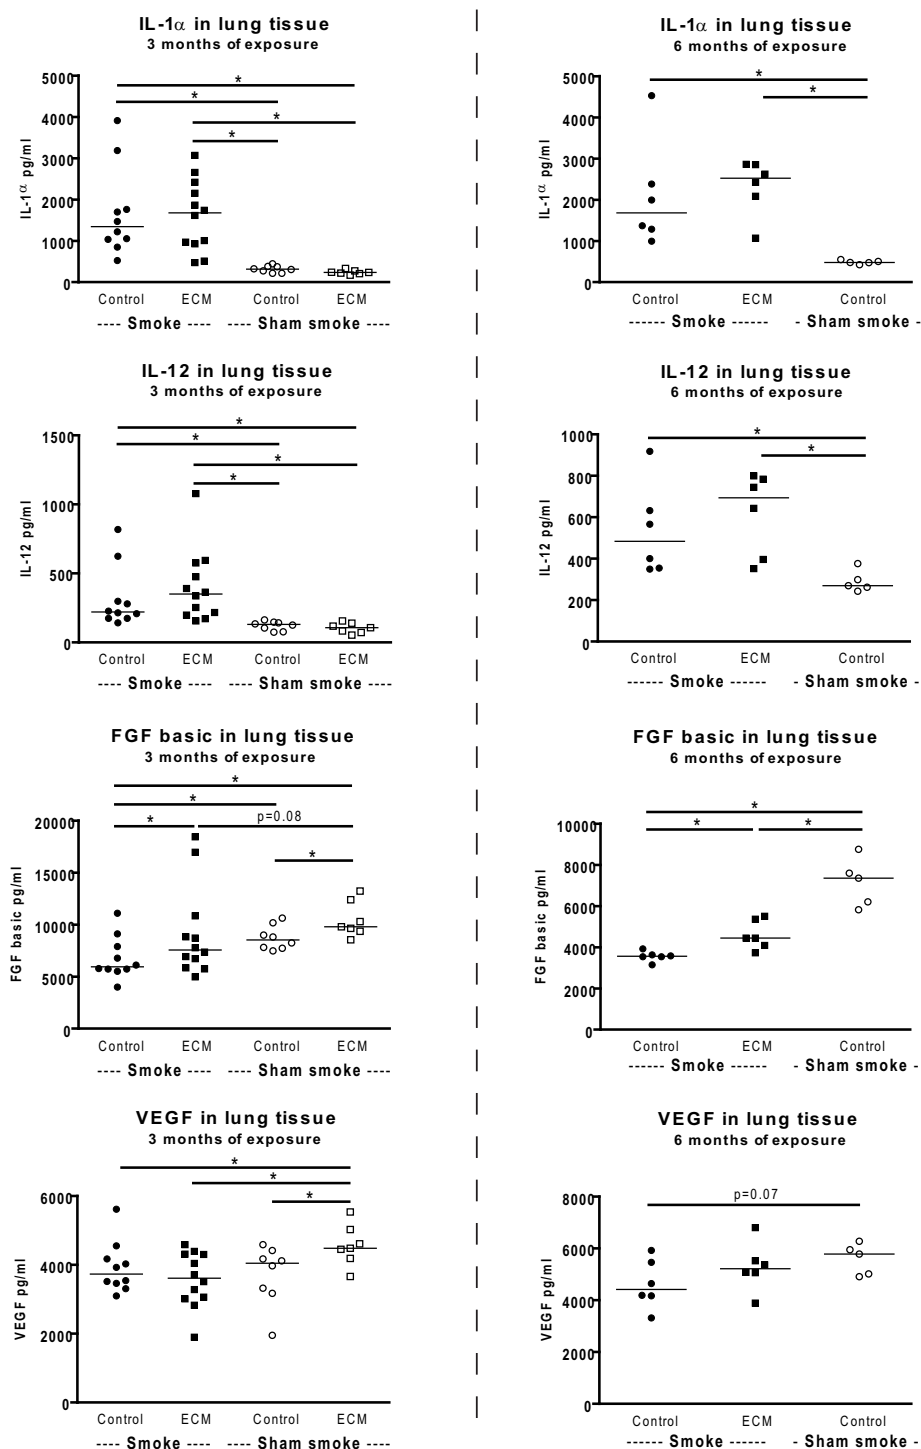 IL-1α in lung tissue
3 months of exposure
*
*
*
*
5000
4000
3000
2000
1000
0
IL-1α pg/ml
Control ECM Control ECM
---- Smoke ---- ---- Sham smoke ----
IL-1α in lung tissue
6 months of exposure
*
*
5000
4000
3000
2000
1000
0
IL-1α pg/ml
Control ECM Control
------ Smoke ------ - Sham smoke -
IL-12 in lung tissue
3 months of exposure
*
*
*
*
1500
1000
500
0
IL-12 pg/ml
Control ECM Control ECM
---- Smoke ---- ---- Sham smoke ----
IL-12 in lung tissue
6 months of exposure
*
*
1000
800
600
400
200
0
IL-12 pg/ml
Control ECM Control
------ Smoke ------ - Sham smoke -
FGF basic in lung tissue
3 months of exposure
*
*
* p=0.08
*
20000
15000
10000
5000
0
FGF basic pg/ml
Control ECM Control ECM
---- Smoke ---- ---- Sham smoke ----
FGF basic in lung tissue
6 months of exposure
*
* *
10000
8000
6000
4000
2000
0
FGF basic pg/ml
Control ECM Control
------ Smoke ------ - Sham smoke -
VEGF in lung tissue
3 months of exposure
*
*
*
6000
4000
2000
0
VEGF pg/ml
Control ECM Control ECM
---- Smoke ---- ---- Sham smoke ----
VEGF in lung tissue
6 months of exposure
p=0.07
8000
6000
4000
2000
0
VEGF pg/ml
Control ECM Control
------ Smoke ------ - Sham smoke -